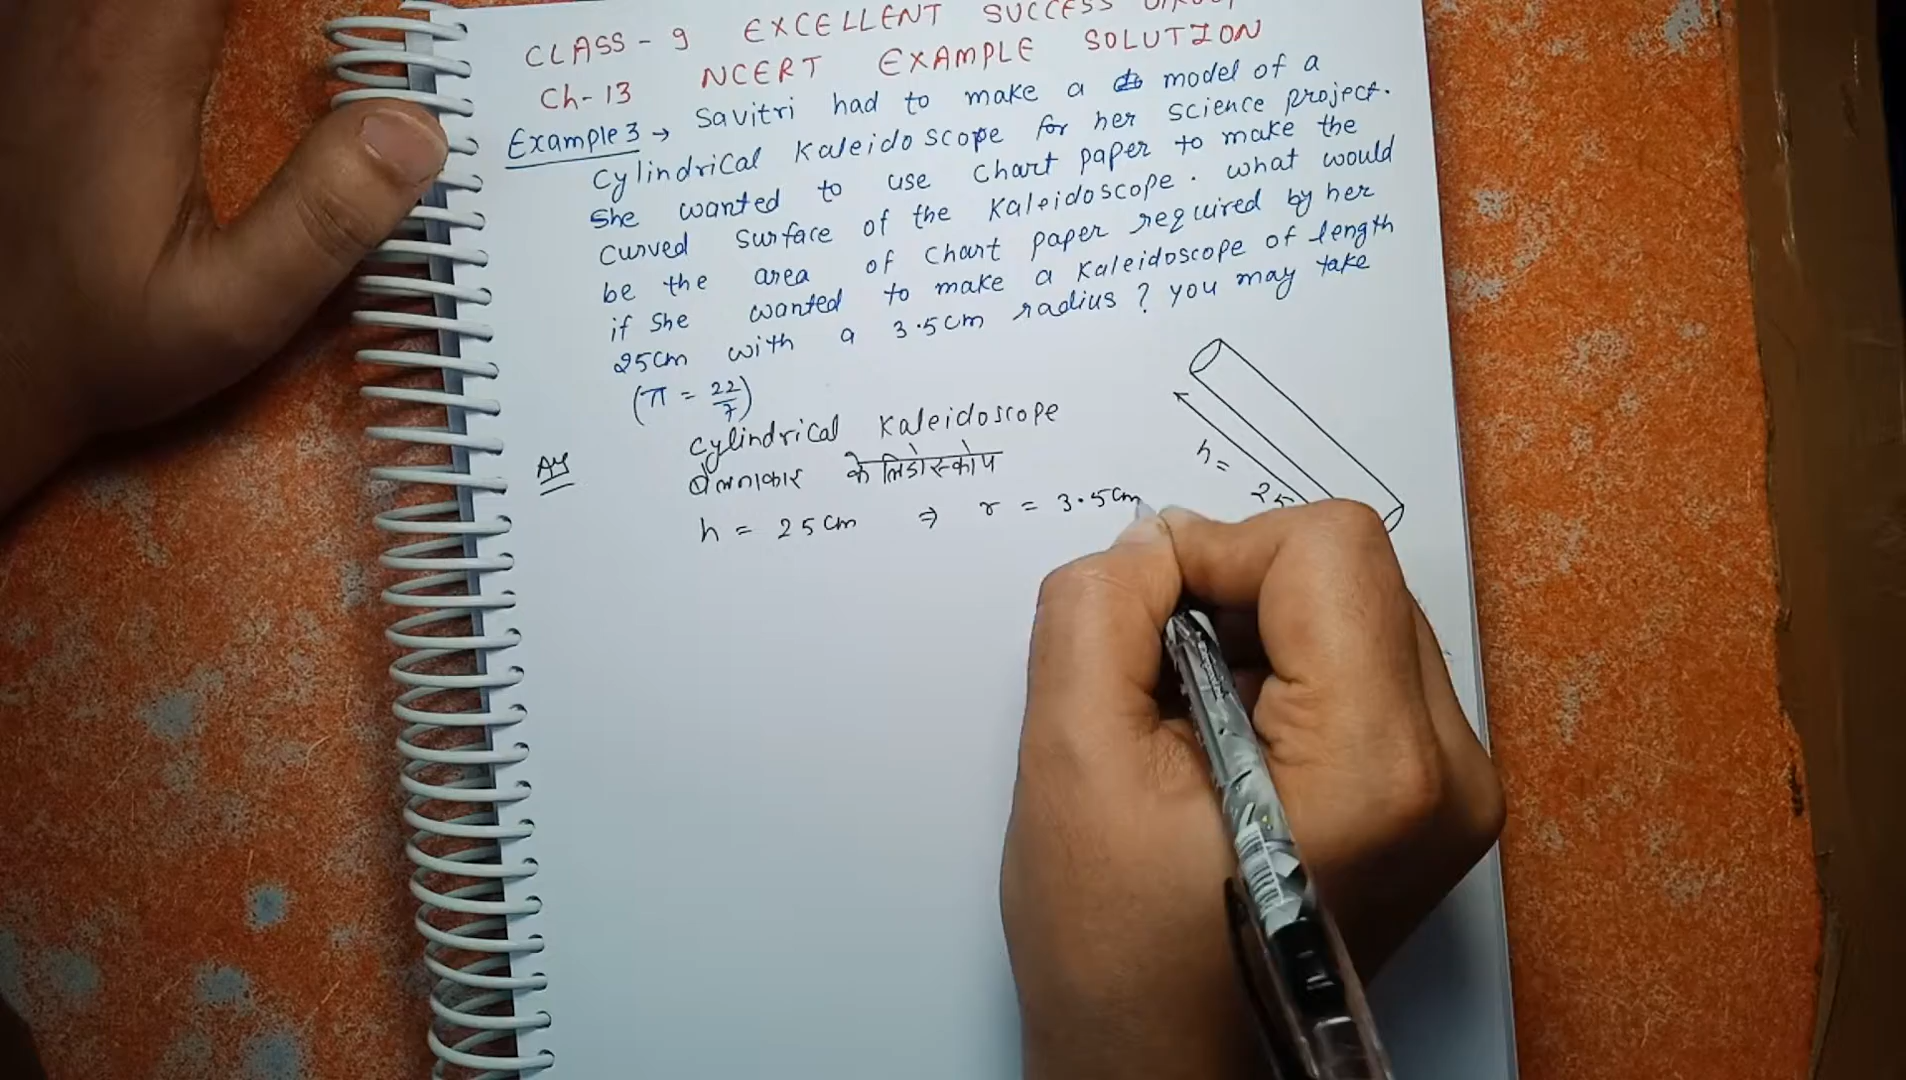 CLASS - 9 EXCELLENT SUCCESS
Ch-13 NCERT EXAMPLE SOLUTION
Example 3 → Savitri had to make a model of a
Cylindrical Kaleidoscope for her science project.
She wanted to use Chart paper to make the
curved surface of the Kaleidoscope. what would
be the area of Chart paper required by her
if She wanted to make a Kaleidoscope of length
25cm with a 3.5cm radius? you may take
(π = 22/7)
Cylindrical Kaleidoscope
बेलनाकार केलिडोस्कोप
h = 25cm ⇒ r = 3.5cm
h =
25